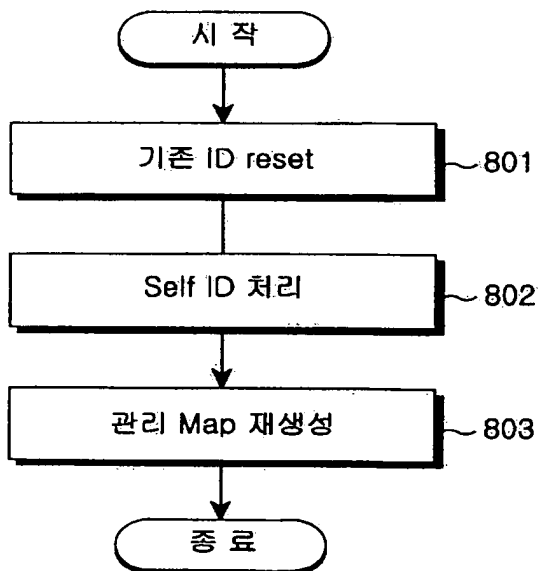 시 작
기존 ID reset
801
Self ID 처리
802
관리 Map 재생성
803
종 료